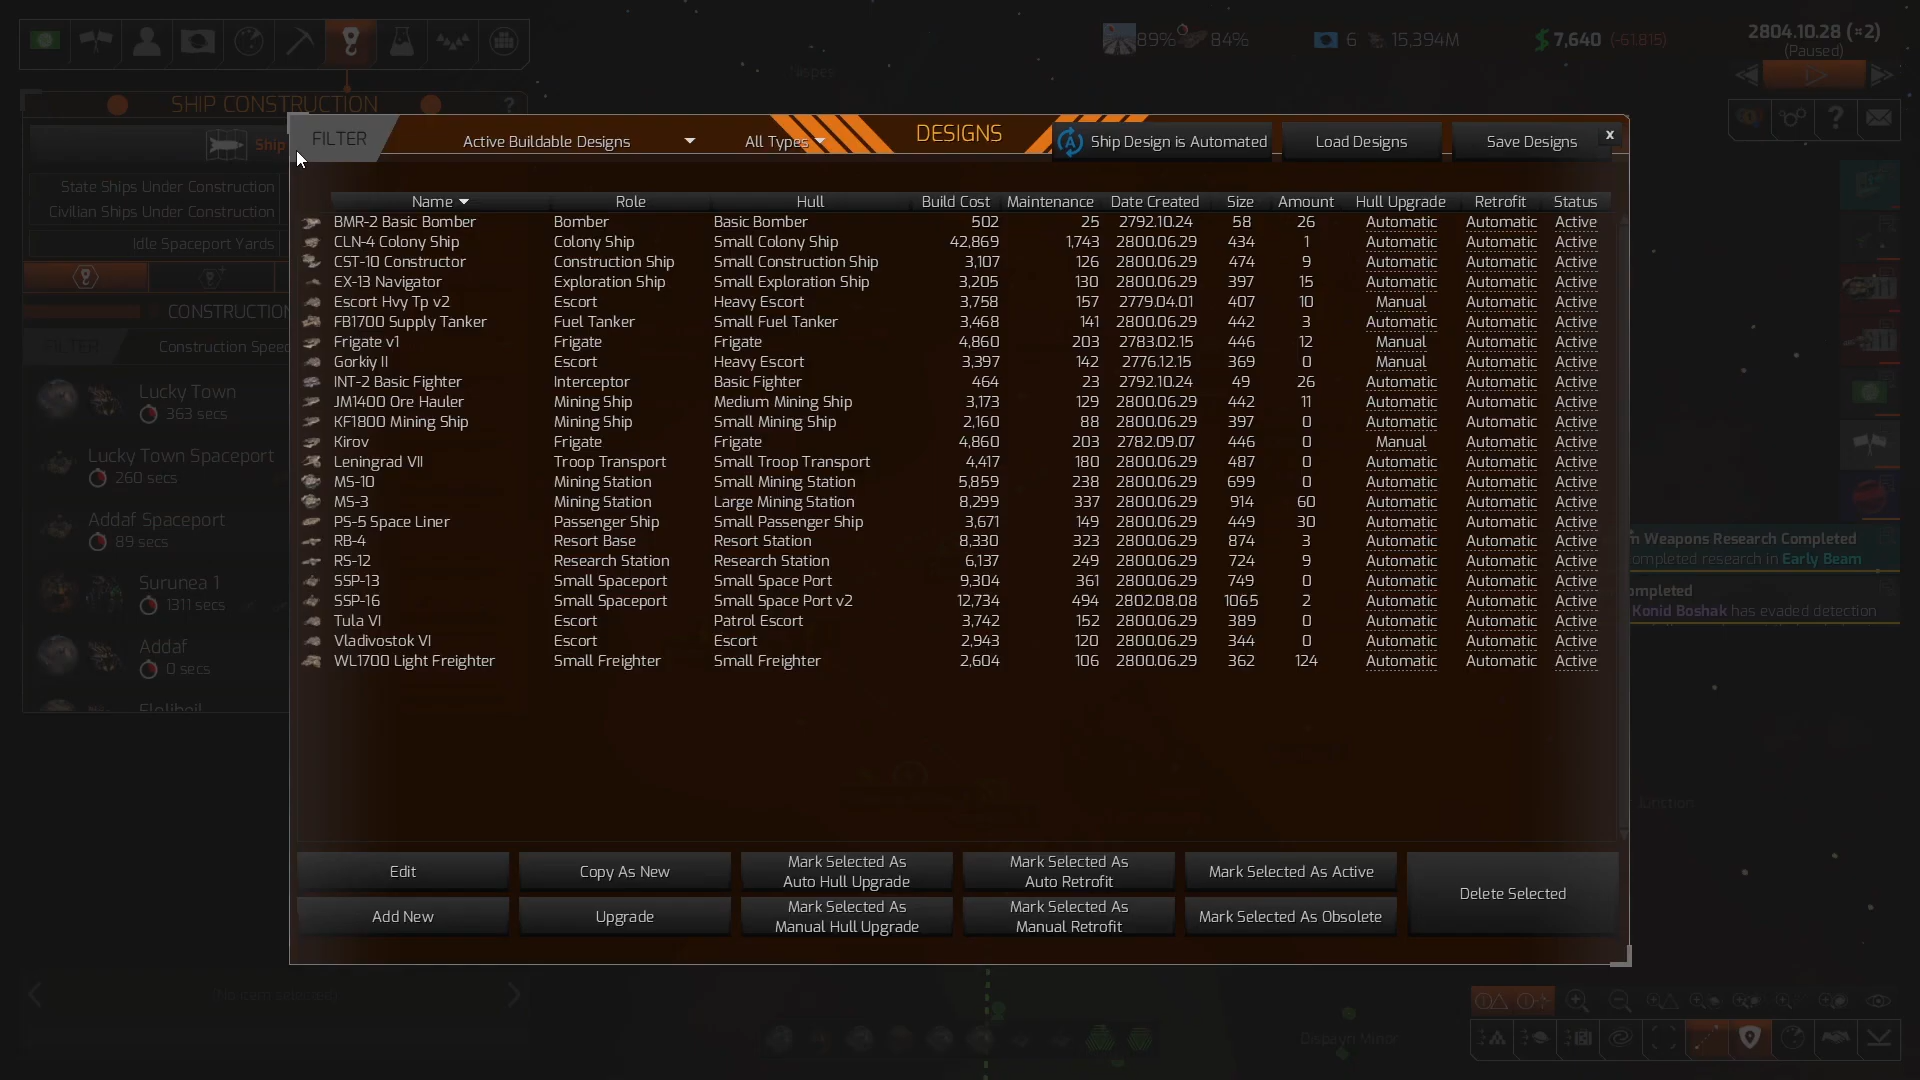 89%
84%
6
15,394M
7,640 (-61.815)
2804.10.28 (×2)
(Paused)
SHIP CONSTRUCTION
?
Ship
State Ships Under Construction
Civilian Ships Under Construction
Idle Spaceport Yards
CONSTRUCTION
FILTER
Construction Speed
Lucky Town
363 secs
Lucky Town Spaceport
260 secs
Addaf Spaceport
89 secs
Surunea 1
1311 secs
Addaf
0 secs
FILTER
Active Buildable Designs
All Types
DESIGNS
Ship Design is Automated
Load Designs
Save Designs
x
Name Role Hull Build Cost Maintenance Date Created Size Amount Hull Upgrade Retrofit Status
BMR-2 Basic Bomber Bomber Basic Bomber 502 25 2792.10.24 58 26 Automatic Automatic Active
CLN-4 Colony Ship Colony Ship Small Colony Ship 42,869 1,743 2800.06.29 434 1 Automatic Automatic Active
CST-10 Constructor Construction Ship Small Construction Ship 3,107 126 2800.06.29 474 9 Automatic Automatic Active
EX-13 Navigator Exploration Ship Small Exploration Ship 3,205 130 2800.06.29 397 15 Automatic Automatic Active
Escort Hvy Tp v2 Escort Heavy Escort 3,758 157 2779.04.01 407 10 Manual Automatic Active
FB1700 Supply Tanker Fuel Tanker Small Fuel Tanker 3,468 141 2800.06.29 442 3 Automatic Automatic Active
Frigate v1 Frigate Frigate 4,860 203 2783.02.15 446 12 Manual Automatic Active
Gorkiy II Escort Heavy Escort 3,397 142 2776.12.15 369 0 Manual Automatic Active
INT-2 Basic Fighter Interceptor Basic Fighter 464 23 2792.10.24 49 26 Automatic Automatic Active
JM1400 Ore Hauler Mining Ship Medium Mining Ship 3,173 129 2800.06.29 442 11 Automatic Automatic Active
KF1800 Mining Ship Mining Ship Small Mining Ship 2,160 88 2800.06.29 397 0 Automatic Automatic Active
Kirov Frigate Frigate 4,860 203 2782.09.07 446 0 Manual Automatic Active
Leningrad VII Troop Transport Small Troop Transport 4,417 180 2800.06.29 487 0 Automatic Automatic Active
MS-10 Mining Station Small Mining Station 5,859 238 2800.06.29 699 0 Automatic Automatic Active
MS-3 Mining Station Large Mining Station 8,299 337 2800.06.29 914 60 Automatic Automatic Active
PS-5 Space Liner Passenger Ship Small Passenger Ship 3,671 149 2800.06.29 449 30 Automatic Automatic Active
RB-4 Resort Base Resort Station 8,330 323 2800.06.29 874 3 Automatic Automatic Active
RS-12 Research Station Research Station 6,137 249 2800.06.29 724 9 Automatic Automatic Active
SSP-13 Small Spaceport Small Space Port 9,304 361 2800.06.29 749 0 Automatic Automatic Active
SSP-16 Small Spaceport Small Space Port v2 12,734 494 2802.08.08 1065 2 Automatic Automatic Active
Tula VI Escort Patrol Escort 3,742 152 2800.06.29 389 0 Automatic Automatic Active
Vladivostok VI Escort Escort 2,943 120 2800.06.29 344 0 Automatic Automatic Active
WL1700 Light Freighter Small Freighter Small Freighter 2,604 106 2800.06.29 362 124 Automatic Automatic Active
Weapons Research Completed
completed research in Early Beam
ompleted
Konid Boshak has evaded detection
Edit
Copy As New
Mark Selected As
Auto Hull Upgrade
Mark Selected As
Auto Retrofit
Mark Selected As Active
Delete Selected
Add New
Upgrade
Mark Selected As
Manual Hull Upgrade
Mark Selected As
Manual Retrofit
Mark Selected As Obsolete
(No item selected)